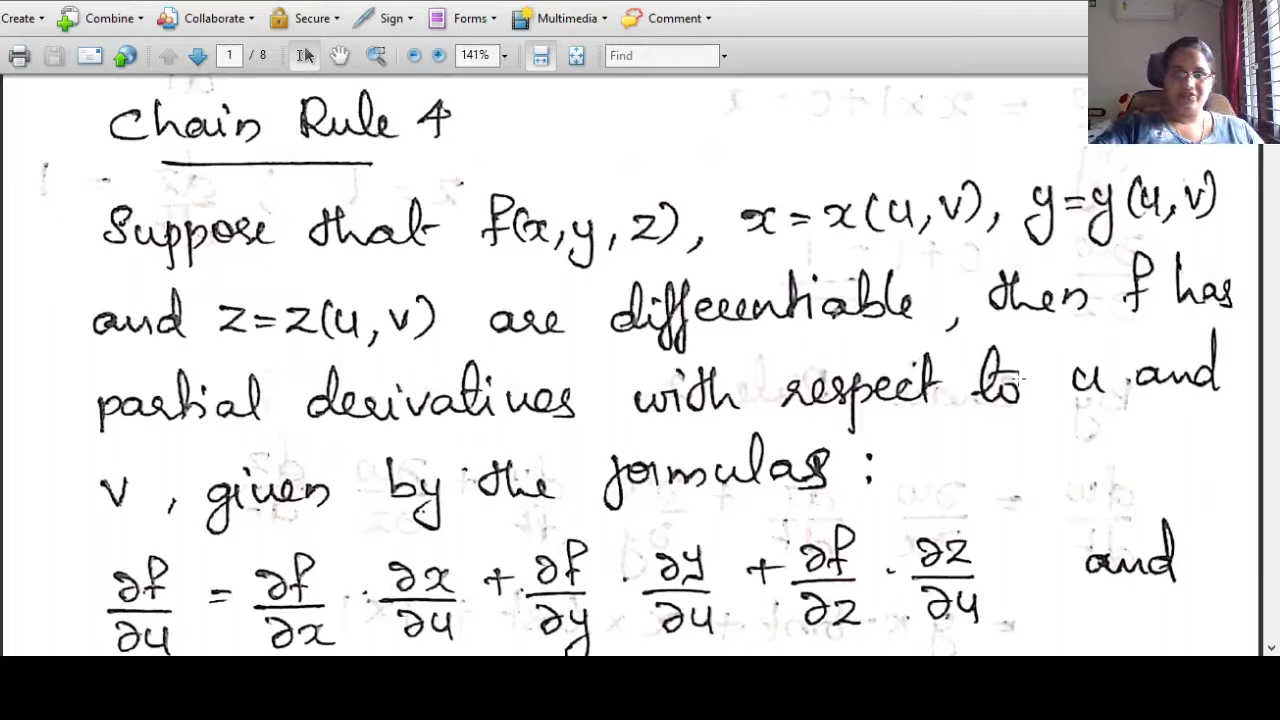 Create Combine Collaborate Secure Sign Forms Multimedia Comment
1 / 8 141% Find
Chain Rule 4
Suppose that f(x, y, z), x = x(u, v), y = y(u, v)
and z = z(u, v) are differentiable, then f has
partial derivatives with respect to u and
v, given by the formulas:
∂f/∂u = ∂f/∂x · ∂x/∂u + ∂f/∂y · ∂y/∂u + ∂f/∂z · ∂z/∂u and